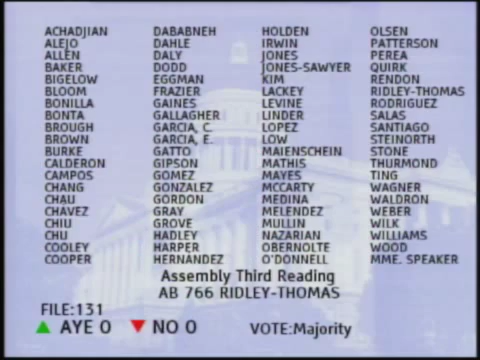 ACHADJIAN DABABNEH HOLDEN OLSEN
ALEJO DAHLE IRWIN PATTERSON
ALLEN DALY JONES PEREA
BAKER DODD JONES-SAWYER QUIRK
BIGELOW EGGMAN KIM RENDON
BLOOM FRAZIER LACKEY RIDLEY-THOMAS
BONILLA GAINES LEVINE RODRIGUEZ
BONTA GALLAGHER LINDER SALAS
BROUGH GARCIA, C. LOPEZ SANTIAGO
BROWN GARCIA, E. LOW STEINORTH
BURKE GATTO MAIENSCHEIN STONE
CALDERON GIPSON MATHIS THURMOND
CAMPOS GOMEZ MAYES TING
CHANG GONZALEZ MCCARTY WAGNER
CHAU GORDON MEDINA WALDRON
CHAVEZ GRAY MELENDEZ WEBER
CHIU GROVE MULLIN WILK
CHU HADLEY NAZARIAN WILLIAMS
COOLEY HARPER OBERNOLTE WOOD
COOPER HERNANDEZ O'DONNELL MME. SPEAKER
Assembly Third Reading
AB 766 RIDLEY-THOMAS
FILE:131
AYE 0 NO 0 VOTE:Majority